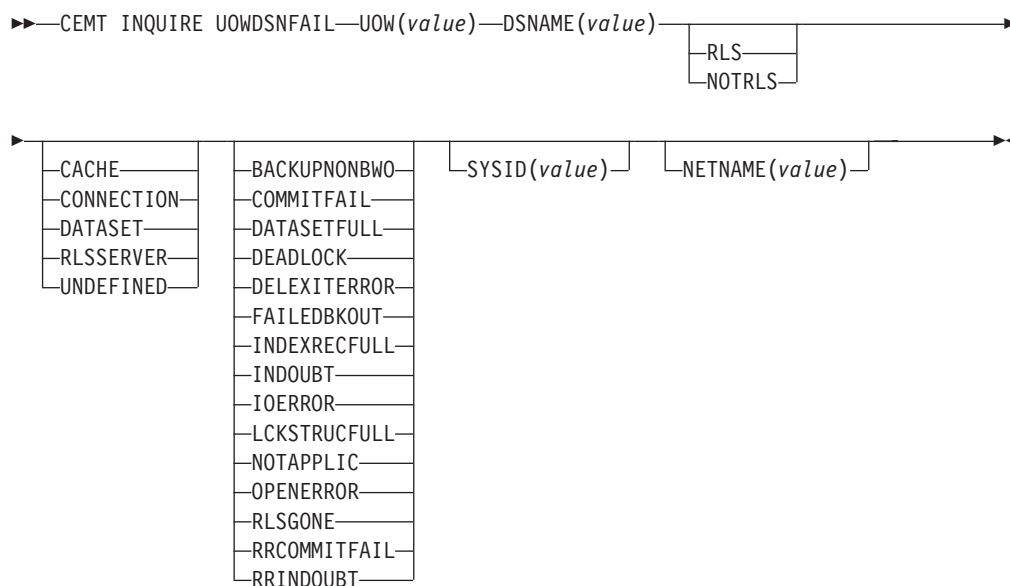 CEMT INQUIRE UOWDSNFAIL UOW(value) DSNAME(value)
RLS
NOTRLS
CACHE
CONNECTION
DATASET
RLSSERVER
UNDEFINED
BACKUPNONBWO
COMMITFAIL
DATASETFULL
DEADLOCK
DELEXITERROR
FAILEDBKOUT
INDEXRECFULL
INDOUBT
IOERROR
LCKSTRUCFULL
NOTAPPLIC
OPENERROR
RLSGONE
RRCOMMITFAIL
RRINDOUBT
SYSID(value)
NETNAME(value)